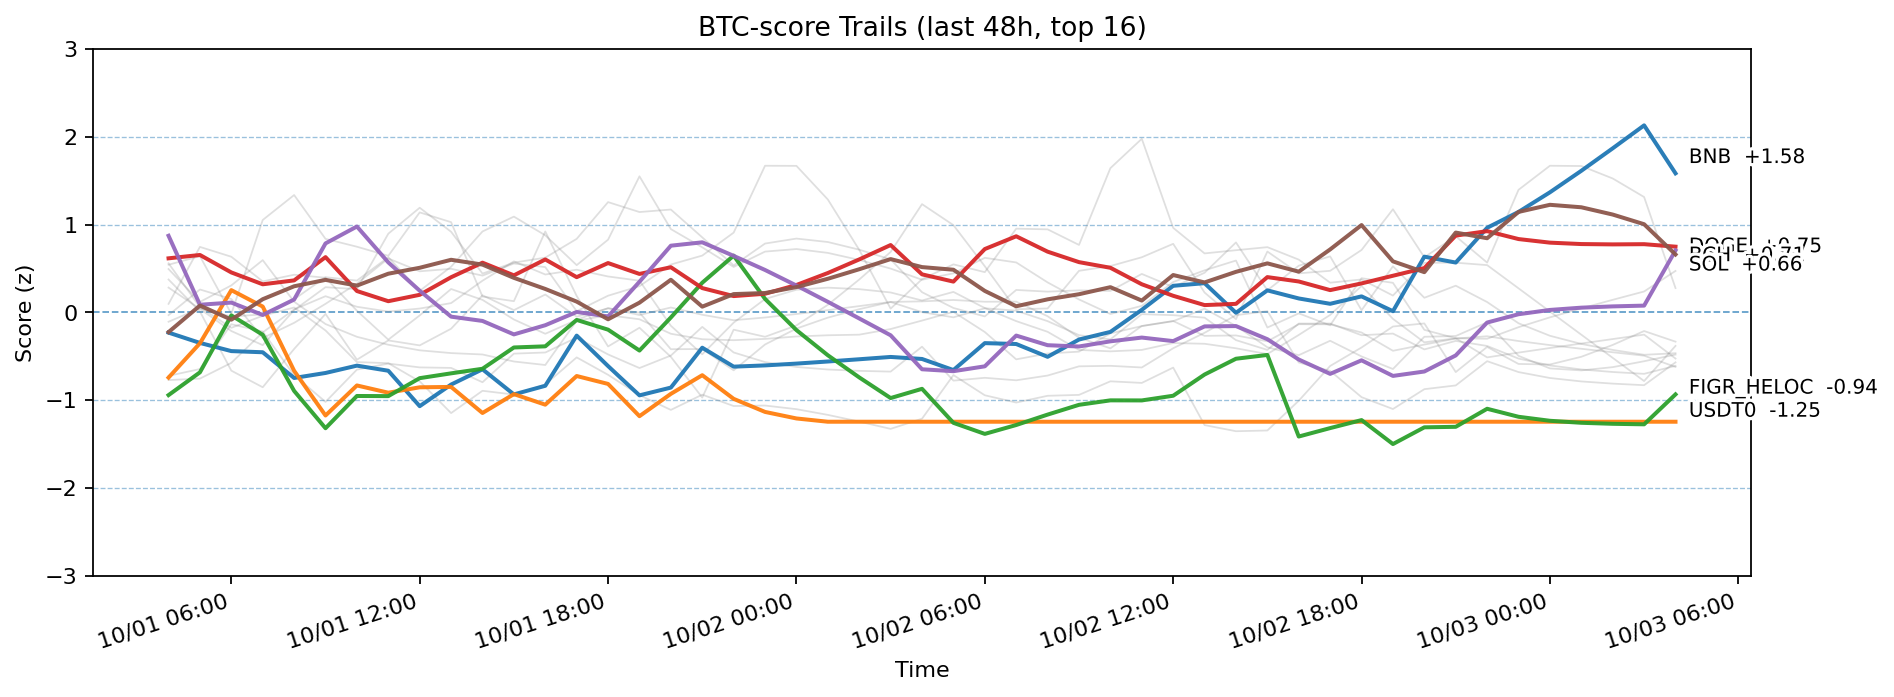 BTC-score Trails (last 48h, top 16)
Score (z)
3
2
1
0
−1
−2
−3
BNB +1.58
DOGE
SOL +0.66
FIGR_HELOC -0.94
USDT0 -1.25
10/01 06:00
10/01 12:00
10/01 18:00
10/02 00:00
10/02 06:00
10/02 12:00
10/02 18:00
10/03 00:00
10/03 06:00
Time